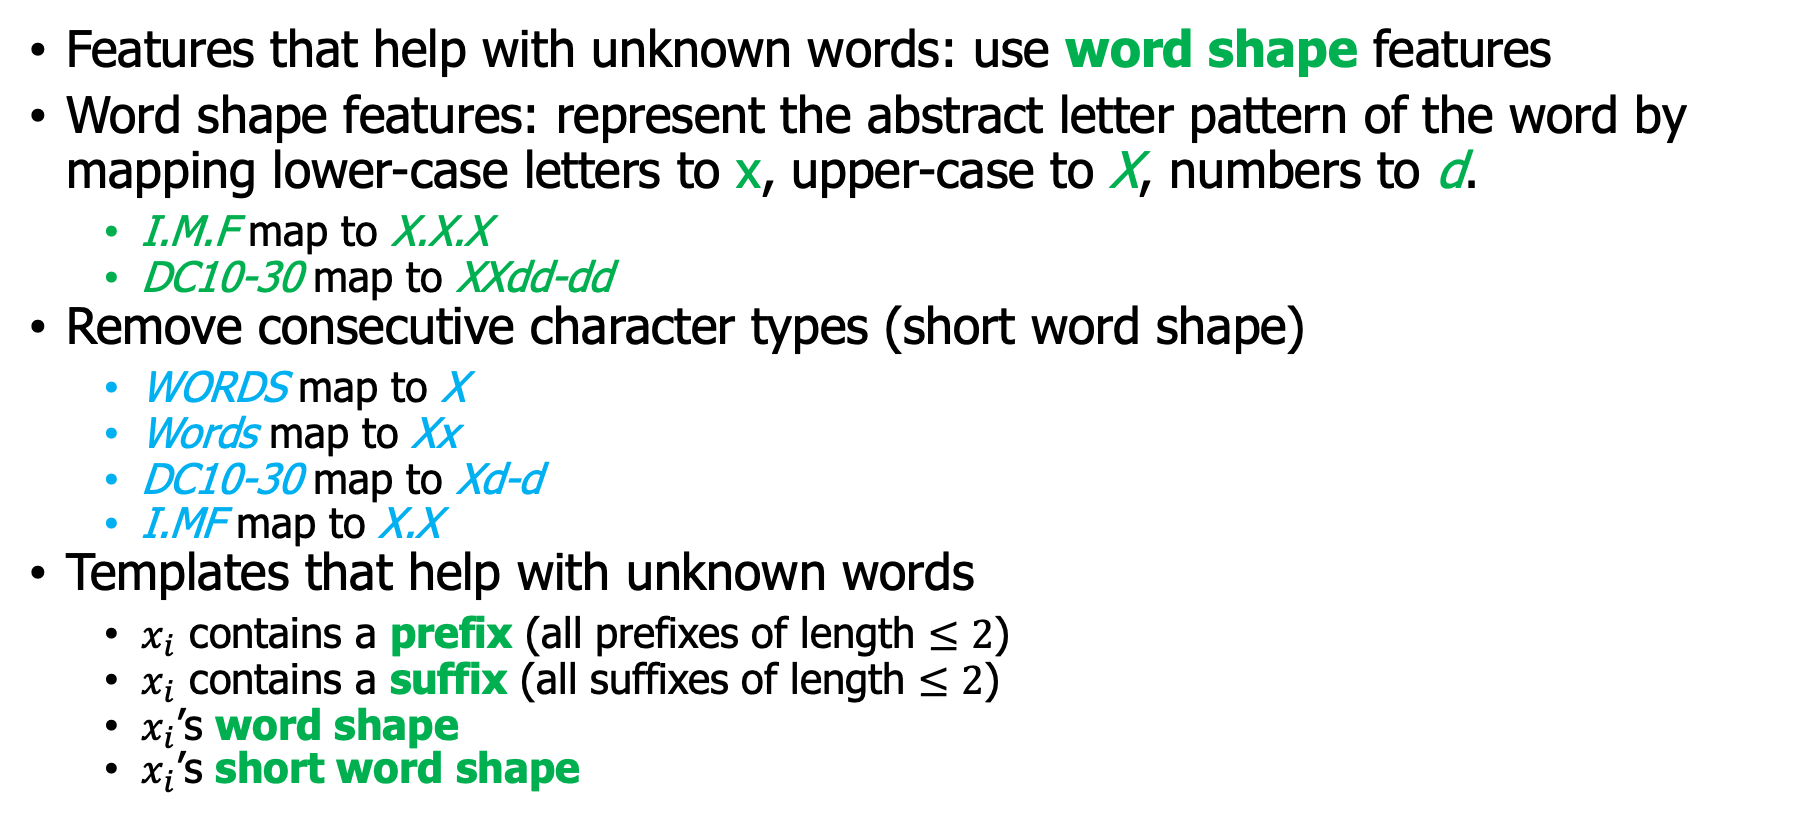 • Features that help with unknown words: use word shape features
• Word shape features: represent the abstract letter pattern of the word by
mapping lower-case letters to x, upper-case to X, numbers to d.
• I.M.F map to X.X.X
• DC10-30 map to XXdd-dd
• Remove consecutive character types (short word shape)
• WORDS map to X
• Words map to Xx
• DC10-30 map to Xd-d
• I.MF map to X.X
• Templates that help with unknown words
• xᵢ contains a prefix (all prefixes of length ≤ 2)
• xᵢ contains a suffix (all suffixes of length ≤ 2)
• xᵢ’s word shape
• xᵢ’s short word shape